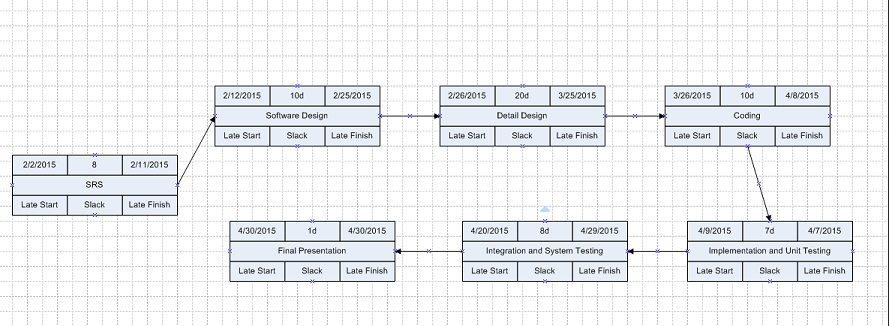 2/12/2015 10d 2/25/2015
Software Design
Late Start Slack Late Finish
2/26/2015 20d 3/25/2015
Detail Design
Late Start Slack Late Finish
3/26/2015 10d 4/8/2015
Coding
Late Start Slack Late Finish
2/2/2015 8 2/11/2015
SRS
Late Start Slack Late Finish
4/30/2015 1d 4/30/2015
Final Presentation
Late Start Slack Late Finish
4/20/2015 8d 4/29/2015
Integration and System Testing
Late Start Slack Late Finish
4/9/2015 7d 4/7/2015
Implementation and Unit Testing
Late Start Slack Late Finish